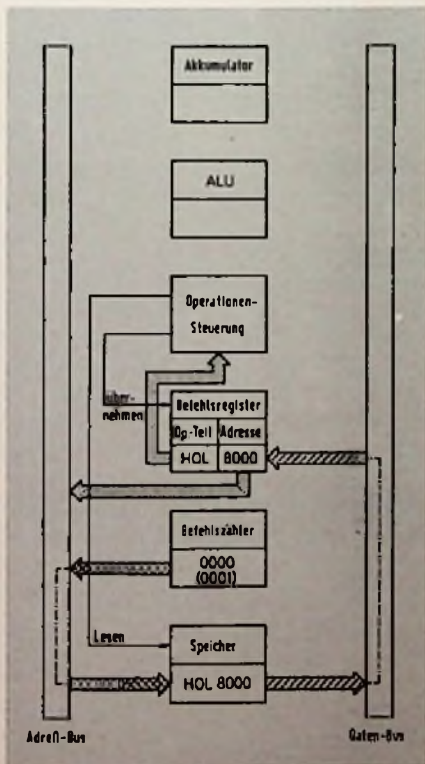 Akkumulator
ALU
Operationen-
Steuerung
über-
nehmen
Befehlsregister
Op-Teil Adresse
HOL 8000
Befehlszähler
0000
(0001)
Lesen
Speicher
HOL 8000
Adreß-Bus
Daten-Bus